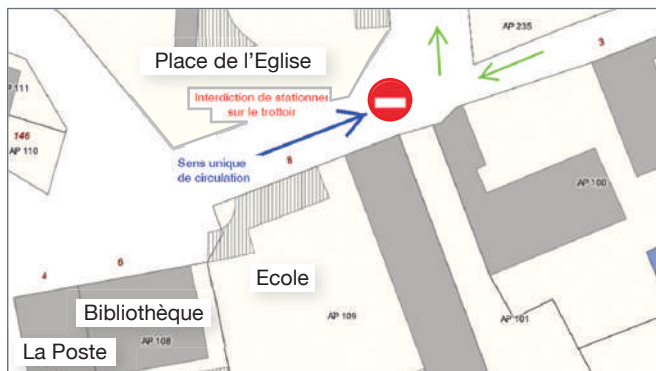 AP 235
3
Place de l'Eglise
P 111
Interdiction de stationner
sur le trottoir
146
AP 110
Sens unique
de circulation
8
AP 100
4
6
Ecole
Bibliothèque
AP 109
AP 101
AP 108
La Poste